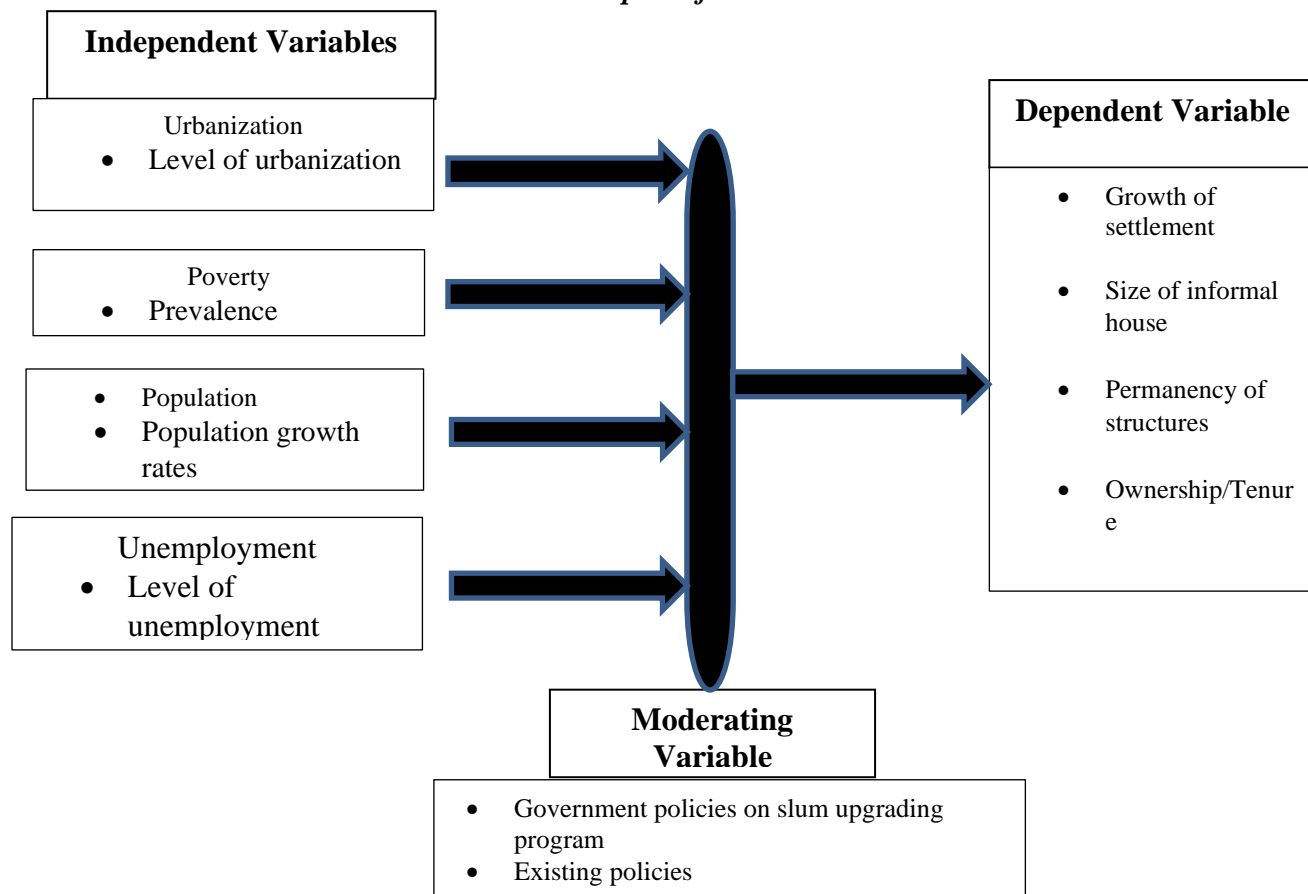 Independent Variables
Urbanization
• Level of urbanization
Poverty
• Prevalence
• Population
• Population growth
rates
Unemployment
• Level of
unemployment
Dependent Variable
• Growth of
settlement
• Size of informal
house
• Permanency of
structures
• Ownership/Tenur
e
Moderating
Variable
• Government policies on slum upgrading
program
• Existing policies